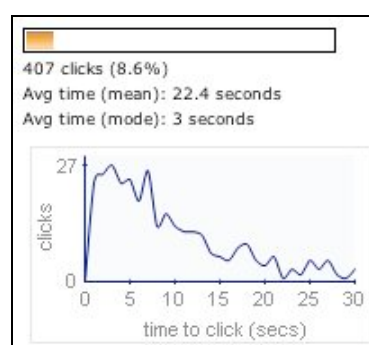 407 clicks (8.6%)
Avg time (mean): 22.4 seconds
Avg time (mode): 3 seconds
27
clicks
0
0 5 10 15 20 25 30
time to click (secs)